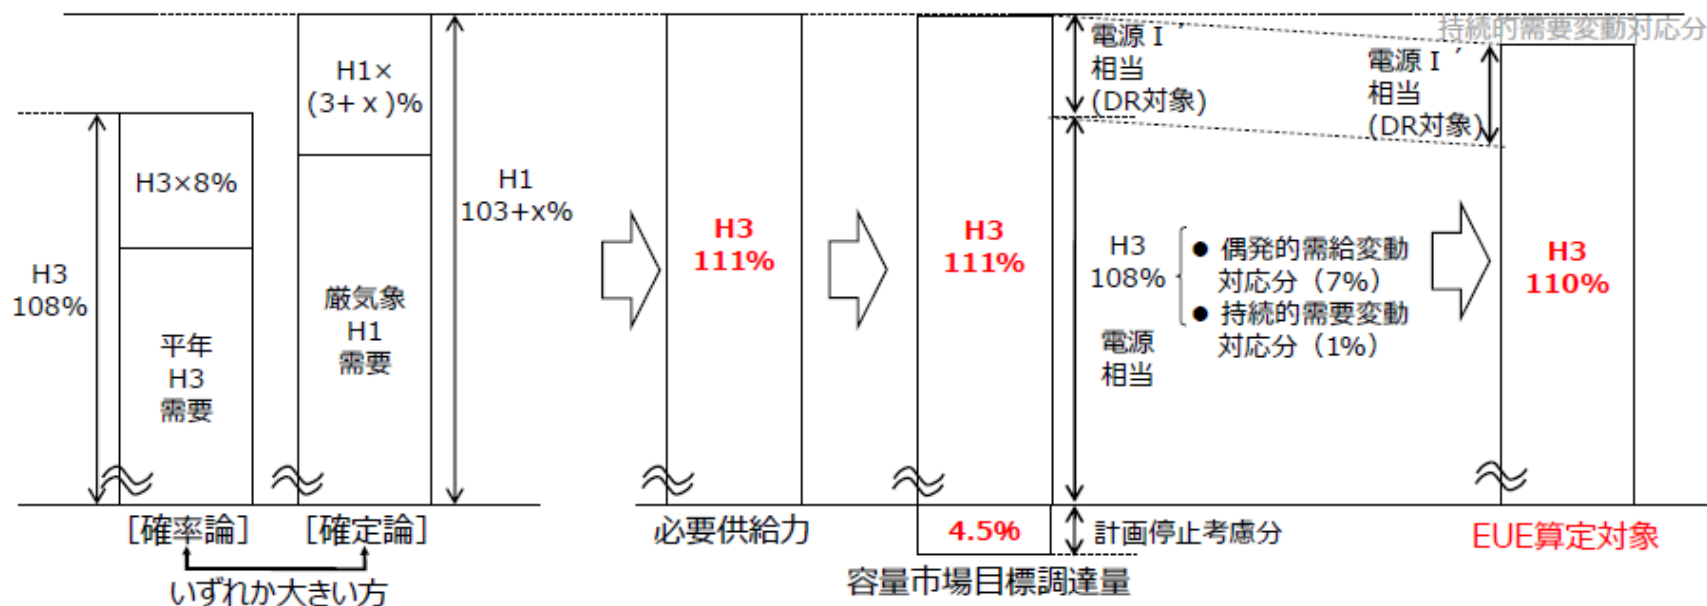 H3
108%
H3×8%
平年
H3
需要
[確率論]
H1×
(3+ｘ)%
厳気象
H1
需要
[確定論]
いずれか大きい方
H1
103+x%
H3
111%
必要供給力
H3
111%
4.5%
容量市場目標調達量
電源Ⅰ´
相当
(DR対象)
H3
108%
電源
相当
● 偶発的需給変動
対応分（7%）
● 持続的需要変動
対応分（1%）
計画停止考慮分
持続的需要変動対応分
電源Ⅰ´
相当
(DR対象)
H3
110%
EUE算定対象